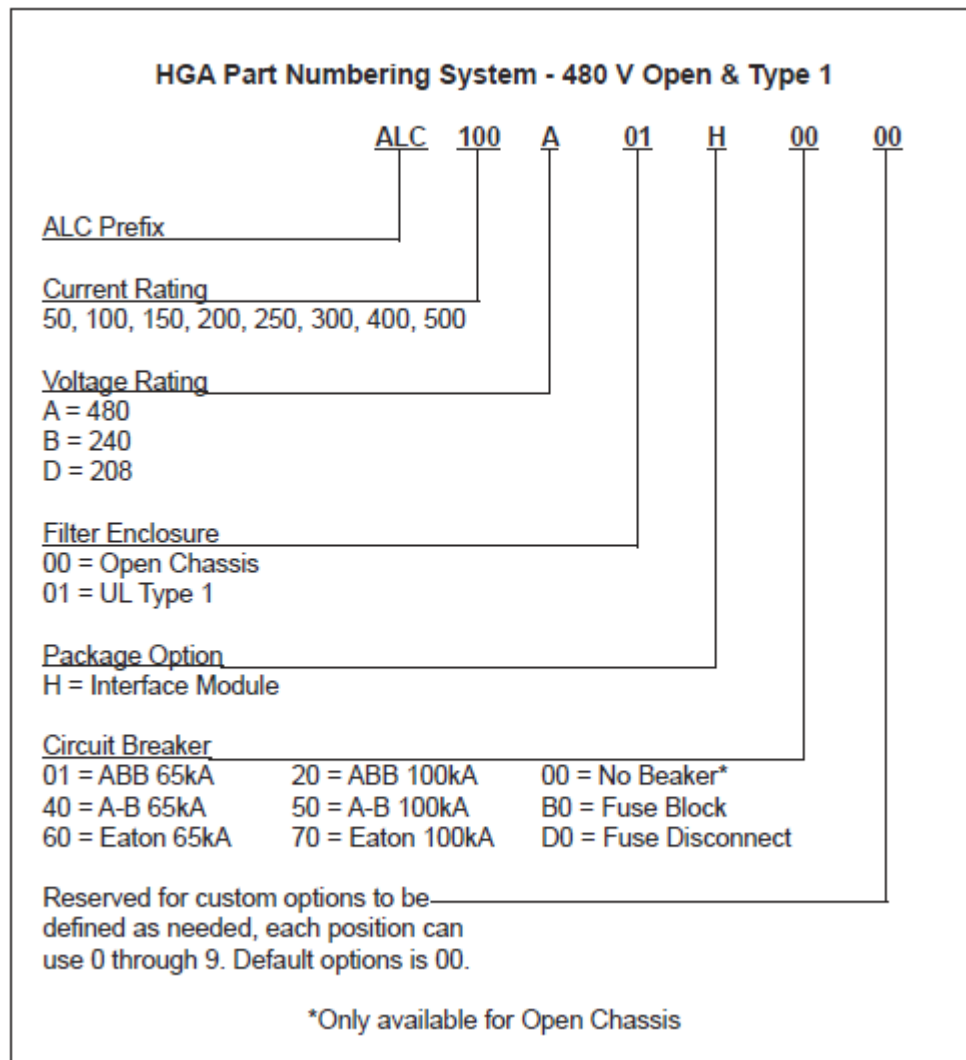 HGA Part Numbering System - 480 V Open & Type 1
ALC 100 A 01 H 00 00
ALC Prefix
Current Rating
50, 100, 150, 200, 250, 300, 400, 500
Voltage Rating
A = 480
B = 240
D = 208
Filter Enclosure
00 = Open Chassis
01 = UL Type 1
Package Option
H = Interface Module
Circuit Breaker
01 = ABB 65kA 20 = ABB 100kA 00 = No Beaker*
40 = A-B 65kA 50 = A-B 100kA B0 = Fuse Block
60 = Eaton 65kA 70 = Eaton 100kA D0 = Fuse Disconnect
Reserved for custom options to be
defined as needed, each position can
use 0 through 9. Default options is 00.
*Only available for Open Chassis